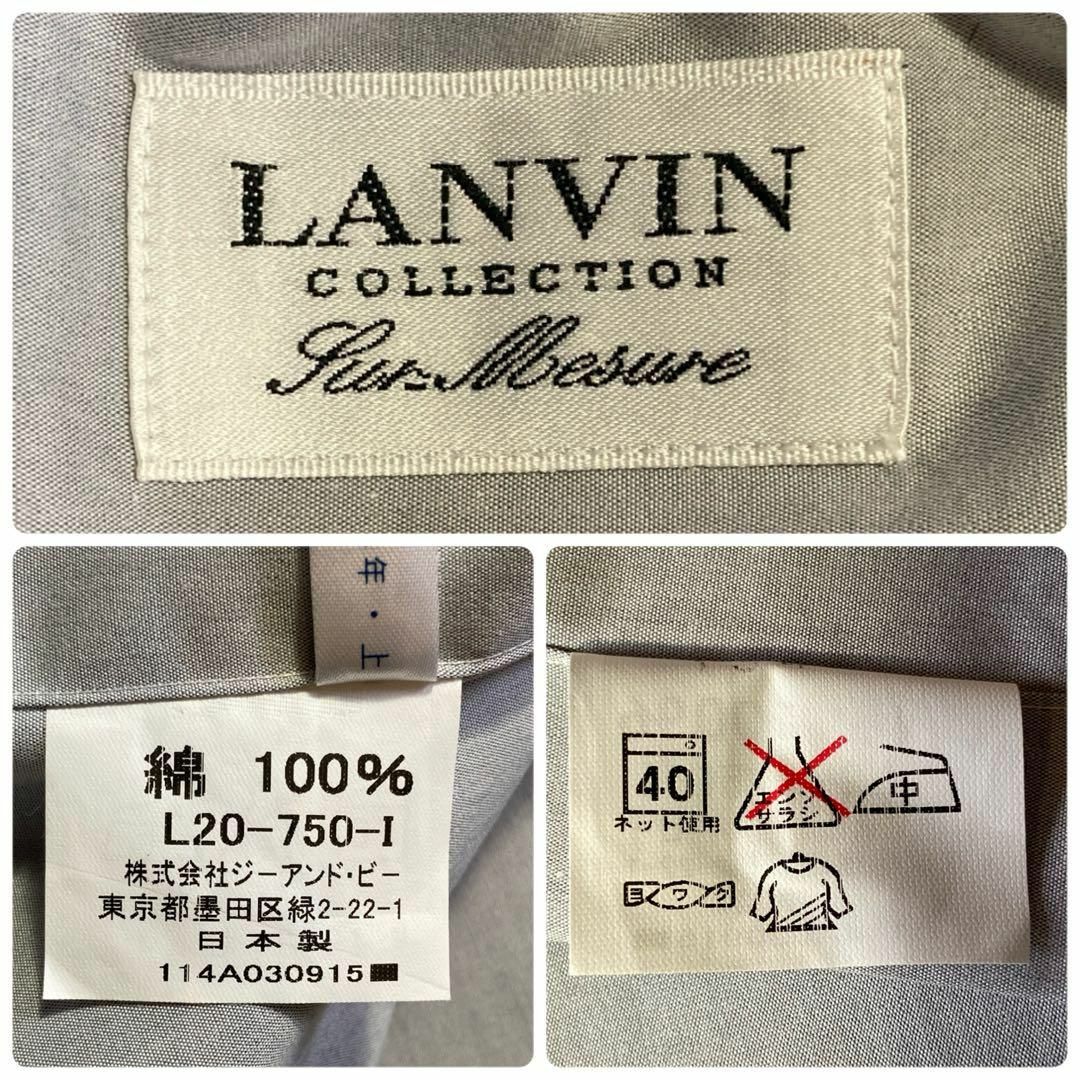 LANVIN
COLLECTION
Sur-Mesure
年・上
綿 100%
L20-750-I
株式会社ジーアンド・ビー
東京都墨田区緑2-22-1
日本製
114A030915■
40
ネット使用
エンソ
サラシ
中
ヨワク